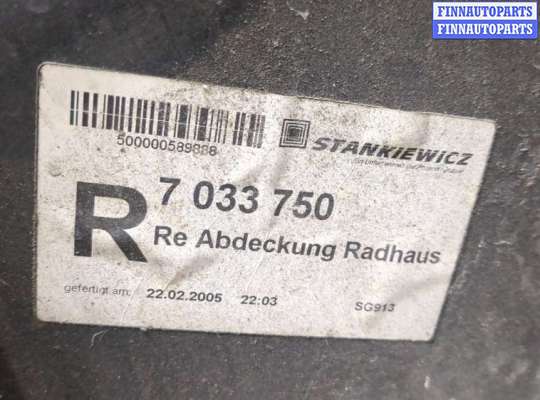 FINNAUTOPARTS
FINNAUTOPARTS
500000589888
STANKIEWICZ
R
7 033 750
Re Abdeckung Radhaus
gefertigt am: 22.02.2005 22:03
SG913